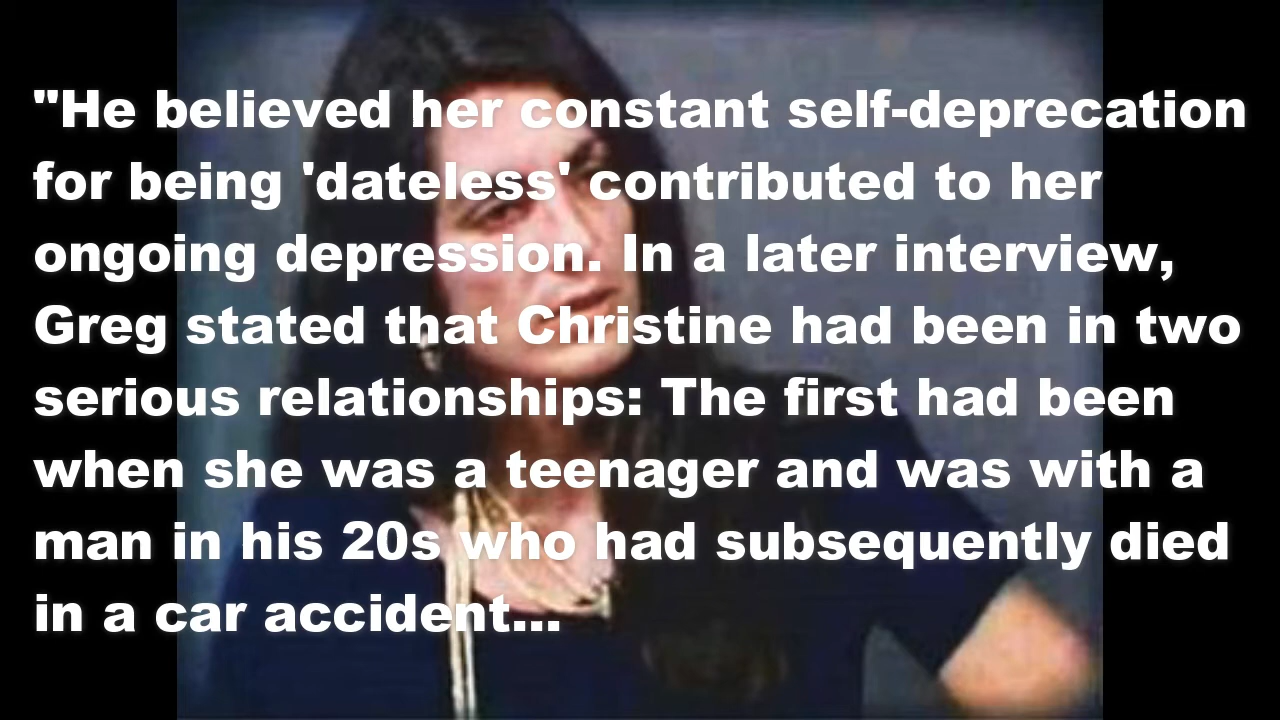 "He believed her constant self-deprecation
for being 'dateless' contributed to her
ongoing depression. In a later interview,
Greg stated that Christine had been in two
serious relationships: The first had been
when she was a teenager and was with a
man in his 20s who had subsequently died
in a car accident...